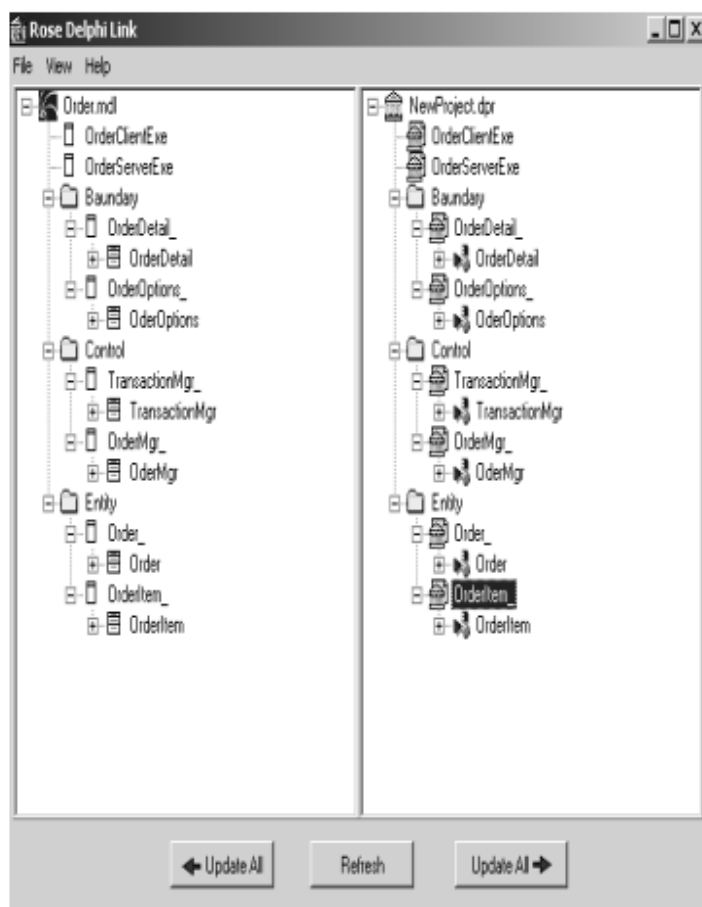 Rose Delphi Link
File View Help
Order.mdl
OrderClientExe
OrderServerExe
Baundary
OrderDetail_
OrderDetail
OrderOptions_
OderOptions
Control
TransactionMgr_
TransactionMgr
OrderMgr_
OderMgr
Entity
Order_
Order
OrderItem_
OrderItem
NewProject.dpr
OrderClientExe
OrderServerExe
Baundary
OrderDetail_
OrderDetail
OrderOptions_
OderOptions
Control
TransactionMgr_
TransactionMgr
OrderMgr_
OderMgr
Entity
Order_
Order
OrderItem_
OrderItem
Update All Refresh Update All